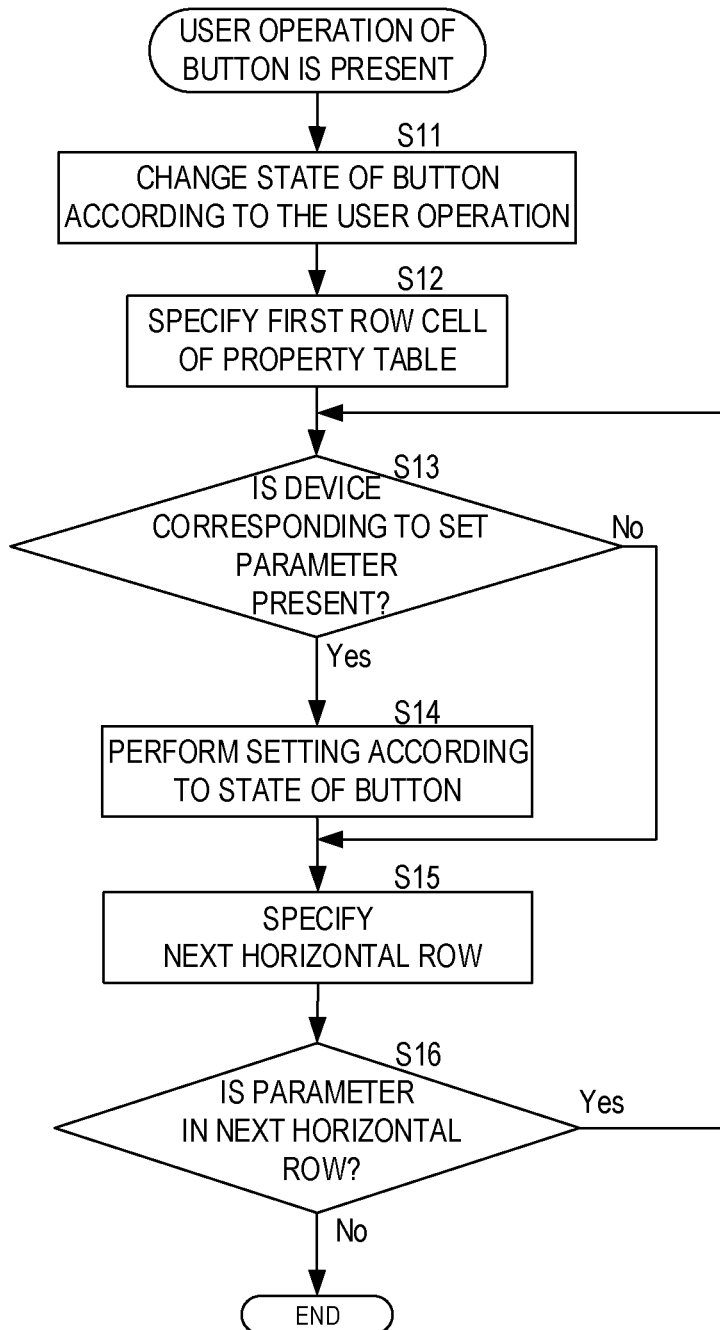 USER OPERATION OF
BUTTON IS PRESENT
S11
CHANGE STATE OF BUTTON
ACCORDING TO THE USER OPERATION
S12
SPECIFY FIRST ROW CELL
OF PROPERTY TABLE
S13
IS DEVICE
CORRESPONDING TO SET
PARAMETER
PRESENT?
No
Yes
S14
PERFORM SETTING ACCORDING
TO STATE OF BUTTON
S15
SPECIFY
NEXT HORIZONTAL ROW
S16
IS PARAMETER
IN NEXT HORIZONTAL
ROW?
Yes
No
END